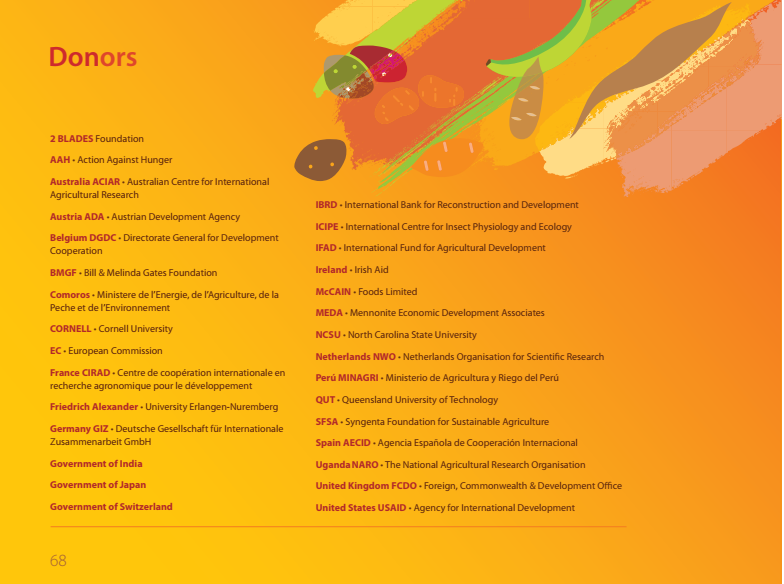 Donors
2 BLADES Foundation
AAH • Action Against Hunger
Australia ACIAR • Australian Centre for International
Agricultural Research
Austria ADA • Austrian Development Agency
Belgium DGDC • Directorate General for Development
Cooperation
BMGF • Bill & Melinda Gates Foundation
Comoros • Ministere de l'Energie, de l'Agriculture, de la
Peche et de l'Environnement
CORNELL • Cornell University
EC • European Commission
France CIRAD • Centre de coopération internationale en
recherche agronomique pour le développement
Friedrich Alexander • University Erlangen-Nuremberg
Germany GIZ • Deutsche Gesellschaft für Internationale
Zusammenarbeit GmbH
Government of India
Government of Japan
Government of Switzerland
IBRD • International Bank for Reconstruction and Development
ICIPE • International Centre for Insect Physiology and Ecology
IFAD • International Fund for Agricultural Development
Ireland • Irish Aid
McCAIN • Foods Limited
MEDA • Mennonite Economic Development Associates
NCSU • North Carolina State University
Netherlands NWO • Netherlands Organisation for Scientific Research
Perú MINAGRI • Ministerio de Agricultura y Riego del Perú
QUT • Queensland University of Technology
SFSA • Syngenta Foundation for Sustainable Agriculture
Spain AECID • Agencia Española de Cooperación Internacional
Uganda NARO • The National Agricultural Research Organisation
United Kingdom FCDO • Foreign, Commonwealth & Development Office
United States USAID • Agency for International Development
68